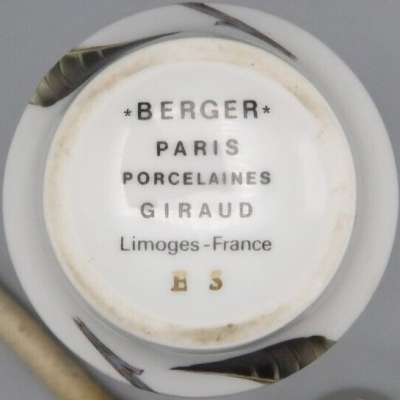 *BERGER*
PARIS
PORCELAINES
GIRAUD
Limoges-France
B S